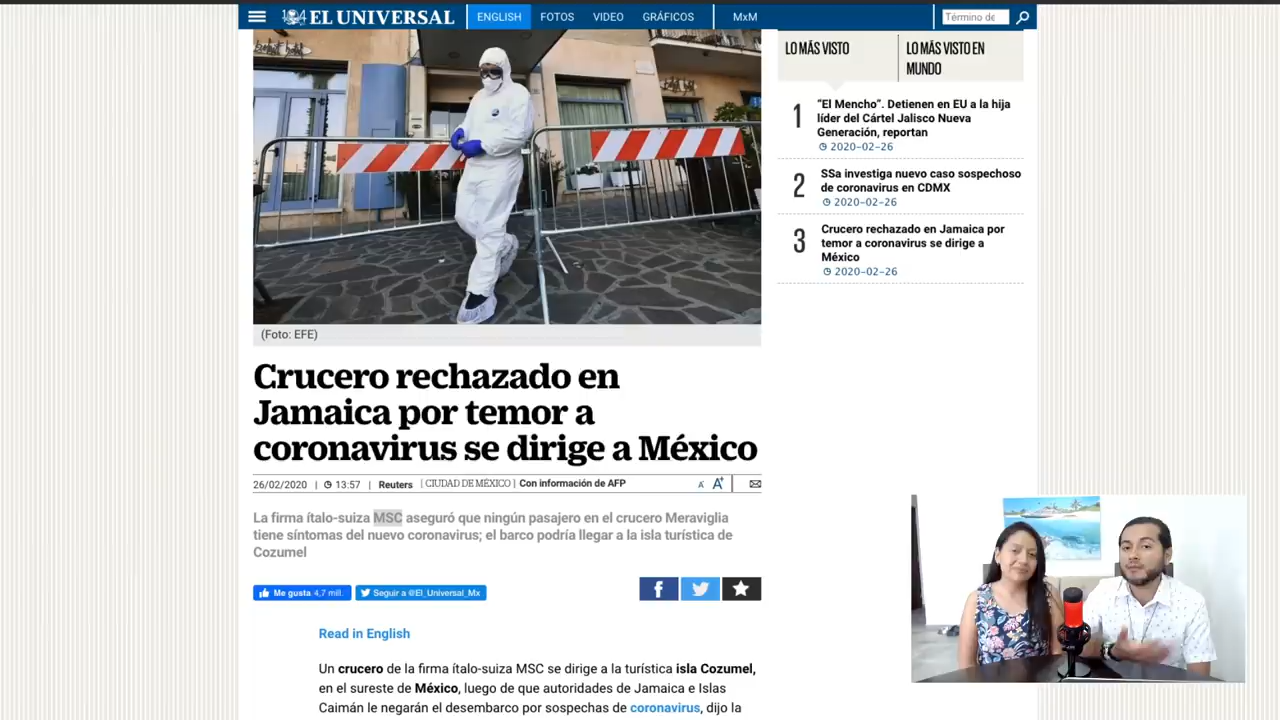 EL UNIVERSAL
ENGLISH
FOTOS
VIDEO
GRÁFICOS
MxM
Término de
LO MÁS VISTO
LO MÁS VISTO EN
MUNDO
1
“El Mencho”. Detienen en EU a la hija
líder del Cártel Jalisco Nueva
Generación, reportan
2020-02-26
2
SSa investiga nuevo caso sospechoso
de coronavirus en CDMX
2020-02-26
3
Crucero rechazado en Jamaica por
temor a coronavirus se dirige a
México
2020-02-26
(Foto: EFE)
Crucero rechazado en
Jamaica por temor a
coronavirus se dirige a México
26/02/2020 | 13:57 | Reuters | CIUDAD DE MÉXICO | Con información de AFP
A A+
La firma ítalo-suiza MSC aseguró que ningún pasajero en el crucero Meraviglia
tiene síntomas del nuevo coronavirus; el barco podría llegar a la isla turística de
Cozumel
Me gusta 4,7 mill.
Seguir a @El_Universal_Mx
Read in English
Un crucero de la firma ítalo-suiza MSC se dirige a la turística isla Cozumel,
en el sureste de México, luego de que autoridades de Jamaica e Islas
Caimán le negarán el desembarco por sospechas de coronavirus, dijo la